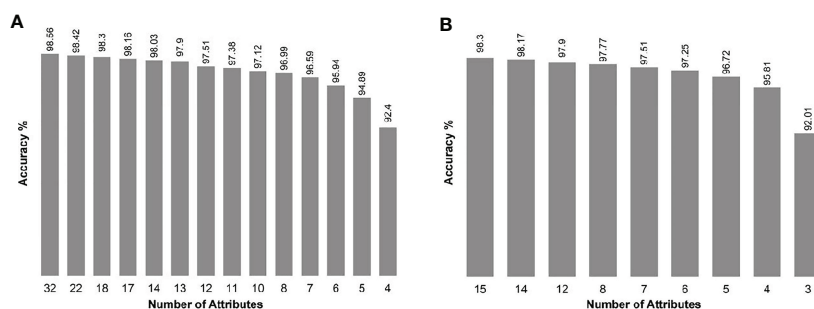 A
98.66 98.42 98.3 98.16 98.03 97.9 97.51 97.38 97.12 96.99 96.59 95.94 94.89 92.4
Accuracy %
32 22 18 17 14 13 12 11 10 8 7 6 5 4
Number of Attributes
B
98.3 98.17 97.9 97.77 97.51 97.25 96.72 95.81 92.01
Accuracy %
15 14 12 8 7 6 5 4 3
Number of Attributes